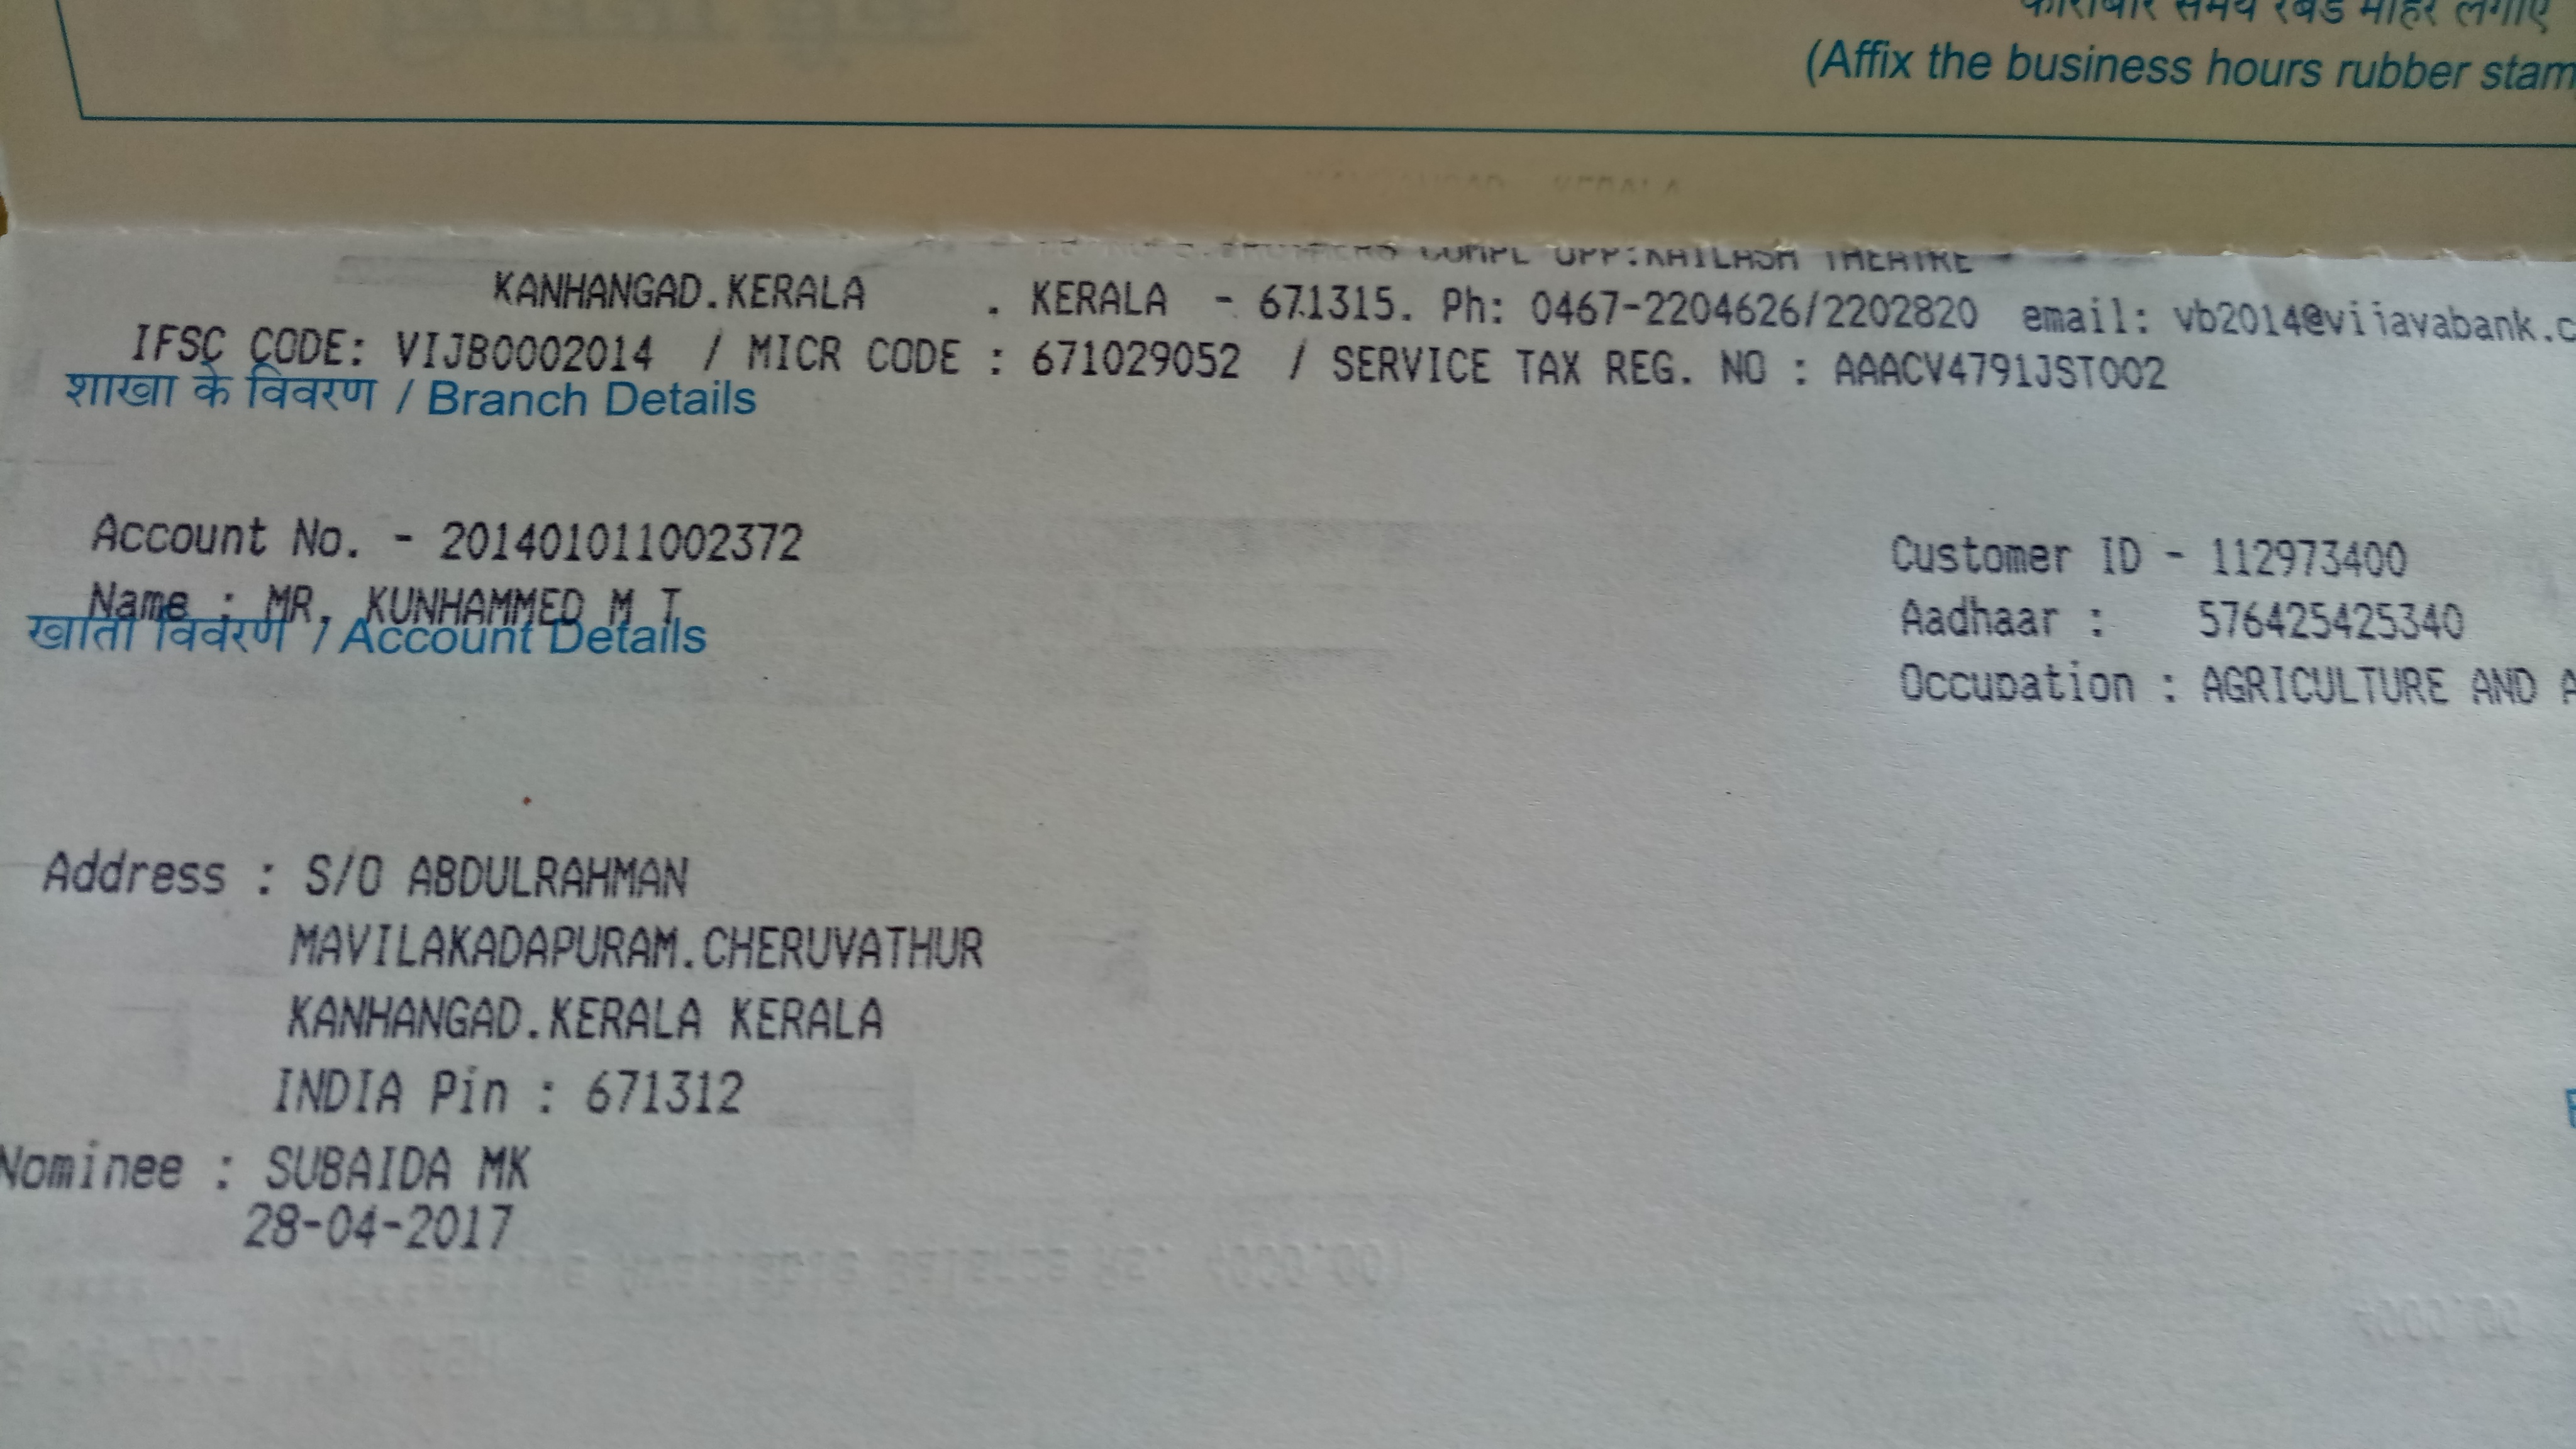 कारोबार समय रबड मोहर लगाएं
(Affix the business hours rubber stam
COMPL OPP:KAILASH THEATRE
KANHANGAD.KERALA . KERALA - 671315. Ph: 0467-2204626/2202820 email: vb2014@vijayabank.c
IFSC CODE: VIJB0002014 / MICR CODE : 671029052 / SERVICE TAX REG. NO : AAACV4791JST002
शाखा के विवरण / Branch Details
Account No. - 201401011002372
Customer ID - 112973400
Name : MR. KUNHAMMED M T
Aadhaar : 576425425340
खाता विवरण / Account Details
Occupation : AGRICULTURE AND A
Address : S/O ABDULRAHMAN
MAVILAKADAPURAM.CHERUVATHUR
KANHANGAD.KERALA KERALA
INDIA Pin : 671312
Nominee : SUBAIDA MK
28-04-2017